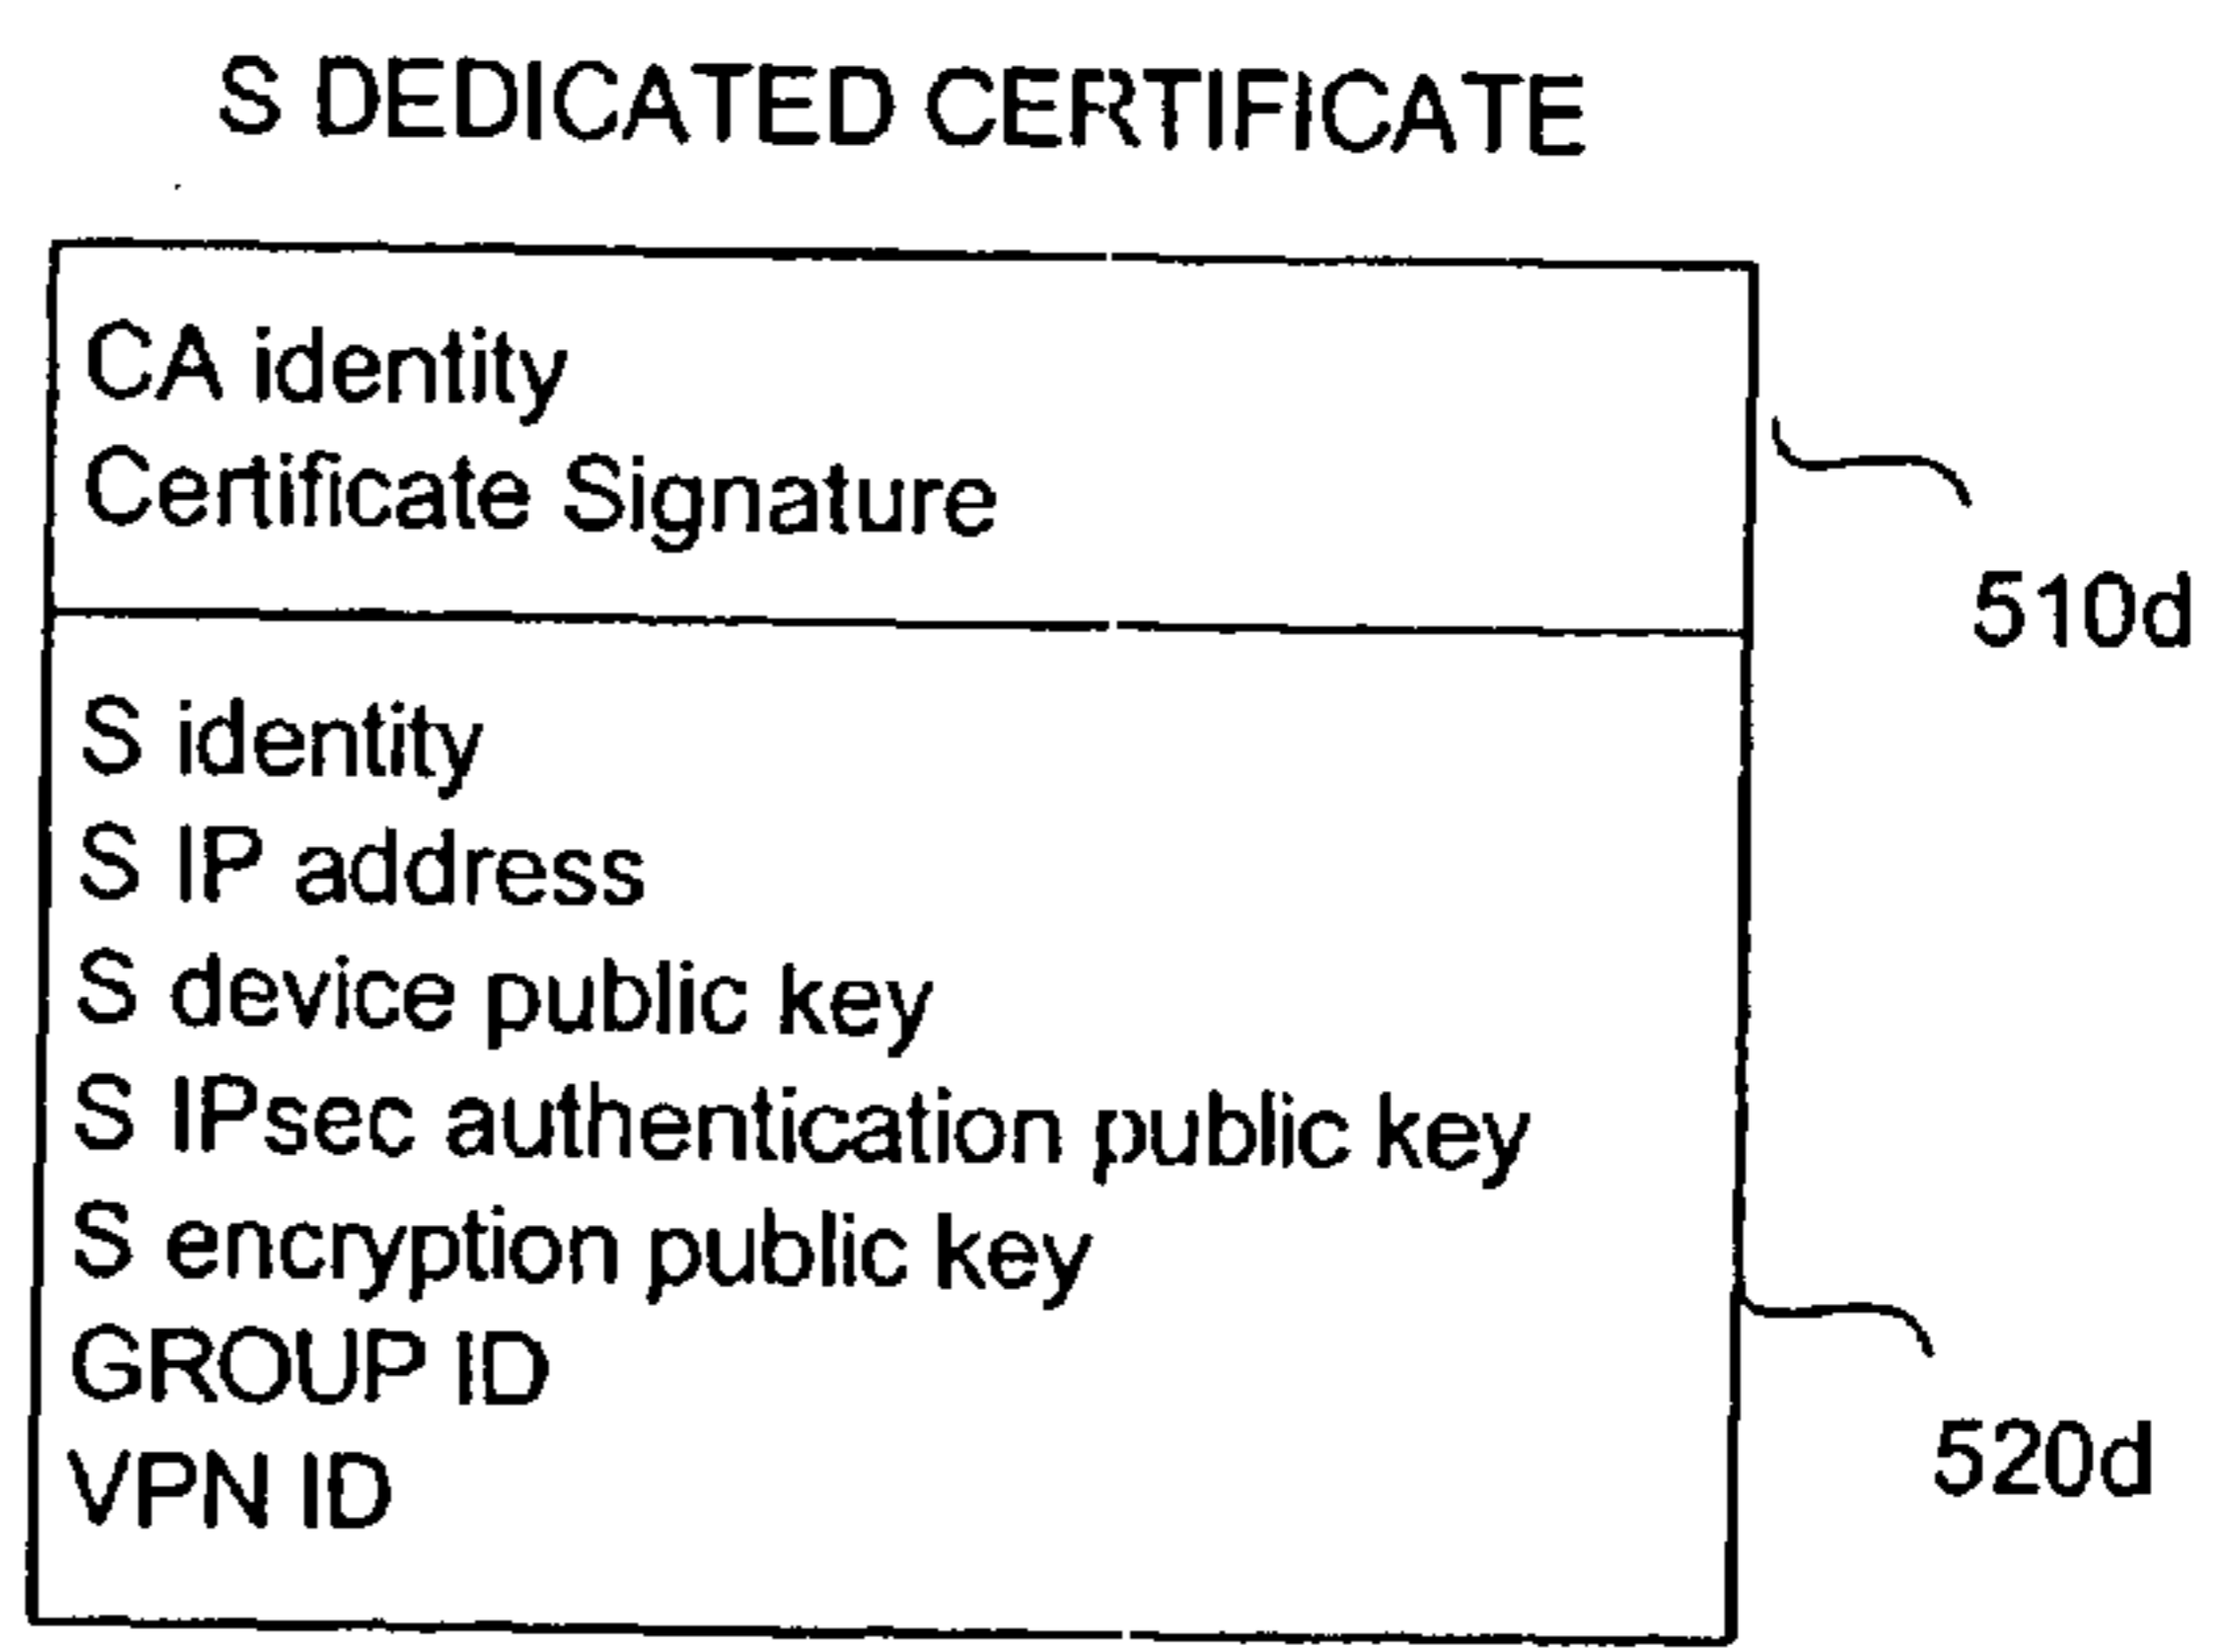 S DEDICATED CERTIFICATE
CA identity
Certificate Signature
510d
S identity
S IP address
S device public key
S IPsec authentication public key
S encryption public key
GROUP ID
VPN ID
520d